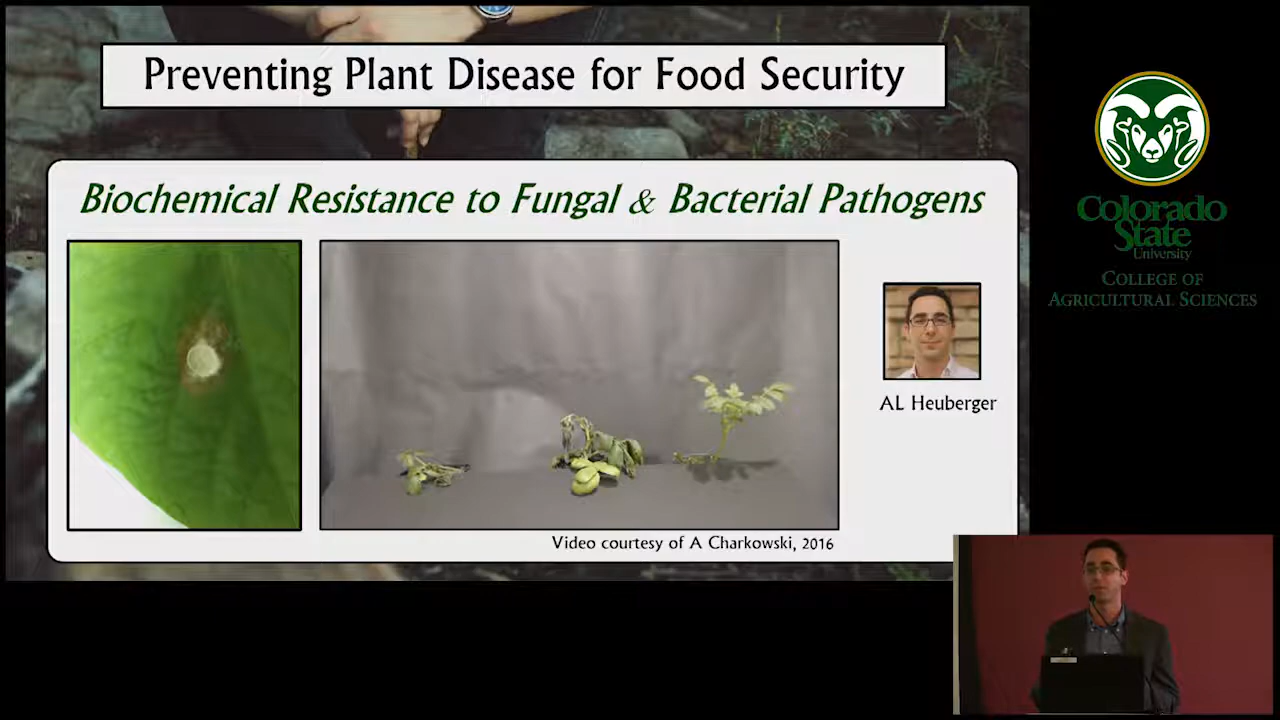 Preventing Plant Disease for Food Security
Biochemical Resistance to Fungal & Bacterial Pathogens
AL Heuberger
Video courtesy of A Charkowski, 2016
Colorado
State
University
COLLEGE OF
AGRICULTURAL SCIENCES